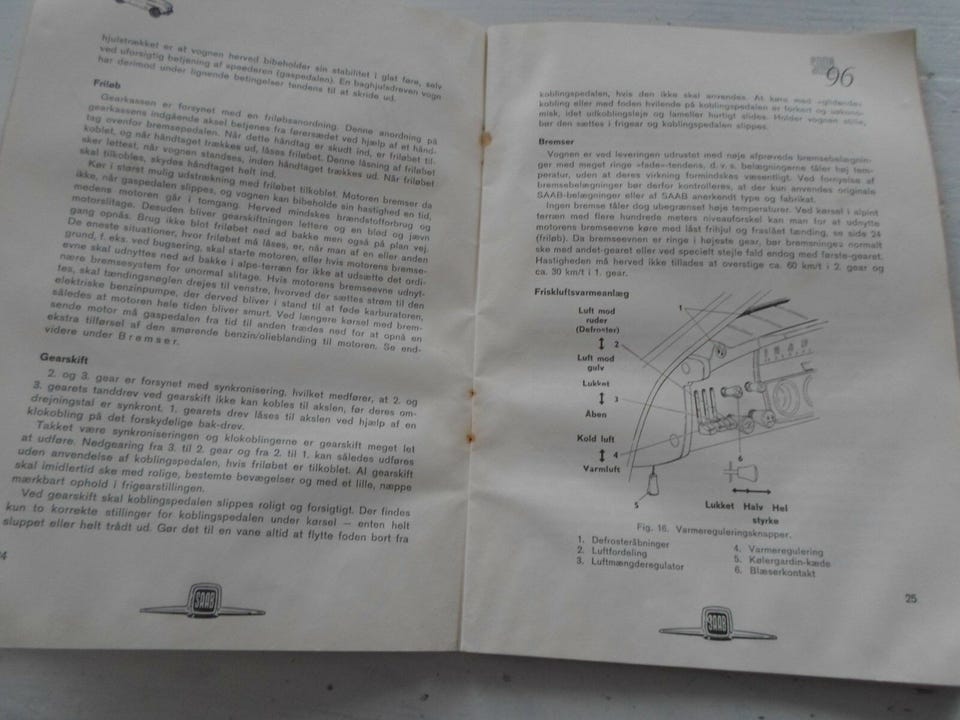 hjulstrækket er at vognen herved bibeholder sin stabilitet i glat føre, selv
ved uforsigtig betjening af speederen (gaspedalen). En baghjulsdreven vogn
har derimod under lignende betingelser tendens til at skride ud.
Friløb
Gearkassen er forsynet med en friløbsanordning. Denne anordning på
gearkassens indgående aksel betjenes fra førersædet ved hjælp af et hånd-
tag ovenfor bremsepedalen. Når dette håndtag er skudt ind, er friløbet til-
koblet, og når håndtaget trækkes ud, låses friløbet. Denne låsning af friløbet
sker lettest, når vognen standses, inden håndtaget trækkes ud. Når friløbet
skal tilkobles, skydes håndtaget helt ind.
Kør i størst mulig udstrækning med friløbet tilkoblet. Motoren bremser da
ikke, når gaspedalen slippes, og vognen kan bibeholde sin hastighed en tid,
medens motoren går i tomgang. Herved mindskes brændstofforbrug og
motorslitage. Desuden bliver gearskiftningen lettere og en blød og jævn
gang opnås. Brug ikke blot friløbet ned ad bakke men også på plan vej.
De eneste situationer, hvor friløbet må låses, er, når man af en eller anden
grund, f. eks. ved bugsering, skal starte motoren, eller hvis motorens bremse-
evne skal udnyttes ned ad bakke i alpe-terræn for ikke at udsætte det ordi-
nære bremsesystem for unormal slitage. Hvis motorens bremseevne udnyt-
tes, skal tændingsnøglen drejes til venstre, hvorved der sættes strøm til den
elektriske benzinpumpe, der derved bliver i stand til at føde karburatoren,
således at motoren hele tiden bliver smurt. Ved længere kørsel med brem-
sende motor må gaspedalen fra tid til anden trædes ned for at opnå en
ekstra tilførsel af den smørende benzin/olieblanding til motoren. Se end-
videre under Bremser.
Gearskift
2. og 3. gear er forsynet med synkronisering, hvilket medfører, at 2. og
3. gearets tanddrev ved gearskift ikke kan kobles til akslen, før deres om-
drejningstal er synkront. 1. gearets drev låses til akslen ved hjælp af en
klokobling på det forskydelige bak-drev.
Takket være synkroniseringen og klokoblingerne er gearskift meget let
at udføre. Nedgearing fra 3. til 2. gear og fra 2. til 1. kan således udføres
uden anvendelse af koblingspedalen, hvis friløbet er tilkoblet. Al gearskift
skal imidlertid ske med rolige, bestemte bevægelser og med et lille, næppe
mærkbart ophold i frigearstillingen.
Ved gearskift skal koblingspedalen slippes roligt og forsigtigt. Der findes
kun to korrekte stillinger for koblingspedalen under kørsel — enten helt
sluppet eller helt trådt ud. Gør det til en vane altid at flytte foden bort fra
24
SAAB
96
koblingspedalen, hvis den ikke skal anvendes. At køre med »glidende«
kobling eller med foden hvilende på koblingspedalen er forkert og uøkono-
misk, idet udkoblingsleje og lameller hurtigt slides. Holder vognen stille,
bør den sættes i frigear og koblingspedalen slippes.
Bremser
Vognen er ved leveringen udrustet med nøje afprøvede bremsebelægnin-
ger med meget ringe »fade«-tendens, d. v. s. belægningerne tåler høj tem-
peratur, uden at deres virkning formindskes væsentligt. Ved fornyelse af
bremsebelægninger bør derfor kontrolleres, at der kun anvendes originale
SAAB-belægninger eller af SAAB anerkendt type og fabrikat.
Ingen bremse tåler dog ubegrænset høje temperaturer. Ved kørsel i alpint
terræn med flere hundrede meters niveauforskel kan man for at udnytte
motorens bremseevne køre med låst frihjul og fraslået tænding, se side 24
(friløb). Da bremseevnen er ringe i højeste gear, bør bremsninges normalt
ske med andet-gearet eller ved specielt stejle fald endog med første-gearet.
Hastigheden må herved ikke tillades at overstige ca. 60 km/t i 2. gear og
ca. 30 km/t i 1. gear.
Friskluftsvarmeanlæg
Luft mod
ruder
(Defroster)
1
2
Luft mod
gulv
Lukket
3
Åben
Kold luft
4
Varmluft
5
6
Lukket Halv Hel
styrke
Fig. 16. Varmereguleringsknapper.
1. Defrosteråbninger
2. Luftfordeling
3. Luftmængderegulator
4. Varmeregulering
5. Kølergardin-kæde
6. Blæserkontakt
25
SAAB